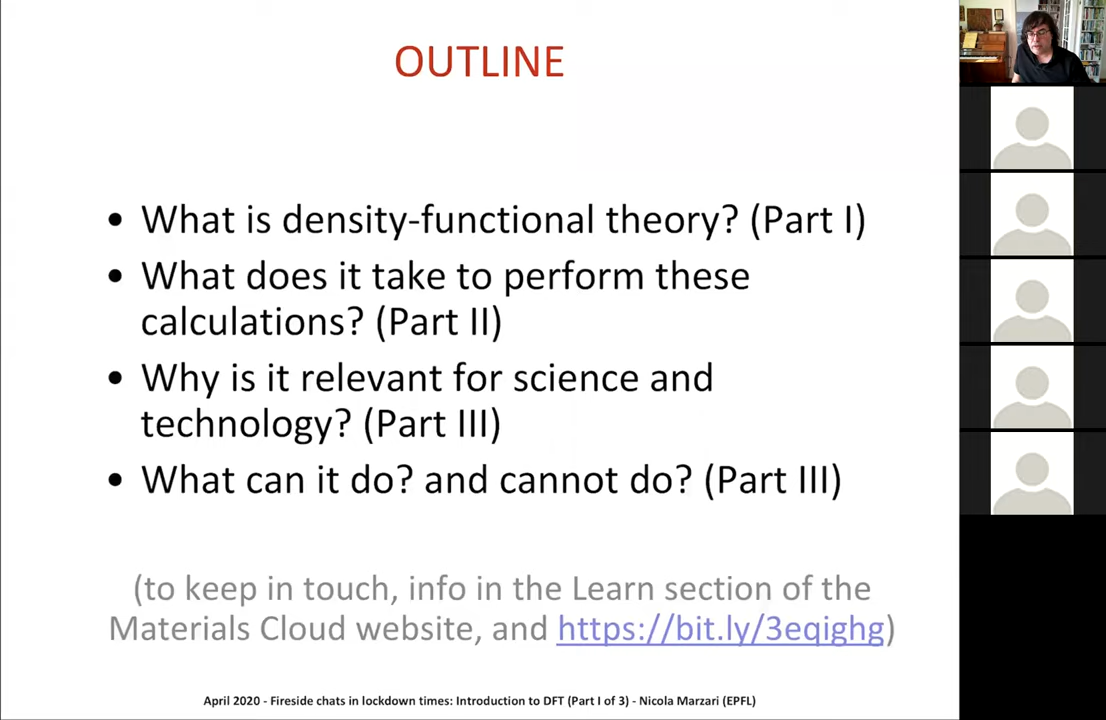 OUTLINE
• What is density-functional theory? (Part I)
• What does it take to perform these
calculations? (Part II)
• Why is it relevant for science and
technology? (Part III)
• What can it do? and cannot do? (Part III)
(to keep in touch, info in the Learn section of the
Materials Cloud website, and https://bit.ly/3eqighg)
April 2020 - Fireside chats in lockdown times: Introduction to DFT (Part I of 3) - Nicola Marzari (EPFL)